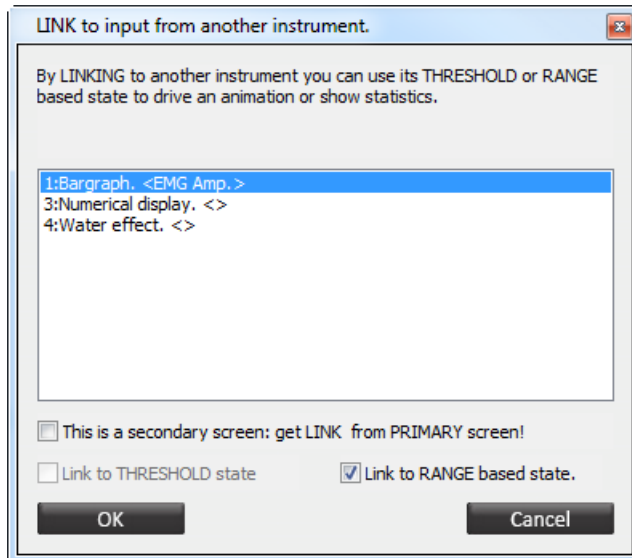 LINK to input from another instrument.
By LINKING to another instrument you can use its THRESHOLD or RANGE
based state to drive an animation or show statistics.
1:Bargraph. <EMG Amp.>
3:Numerical display. <>
4:Water effect. <>
This is a secondary screen: get LINK from PRIMARY screen!
Link to THRESHOLD state
Link to RANGE based state.
OK
Cancel